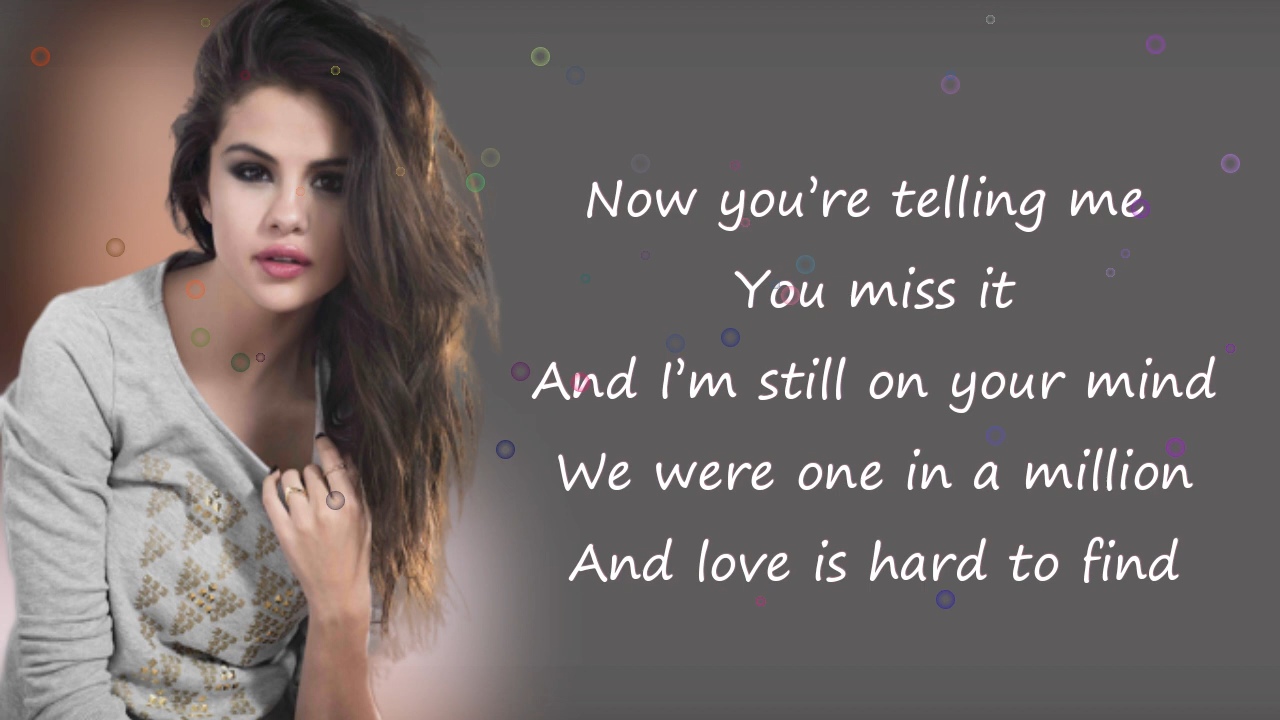 Now you’re telling me
You miss it
And I’m still on your mind
We were one in a million
And love is hard to find